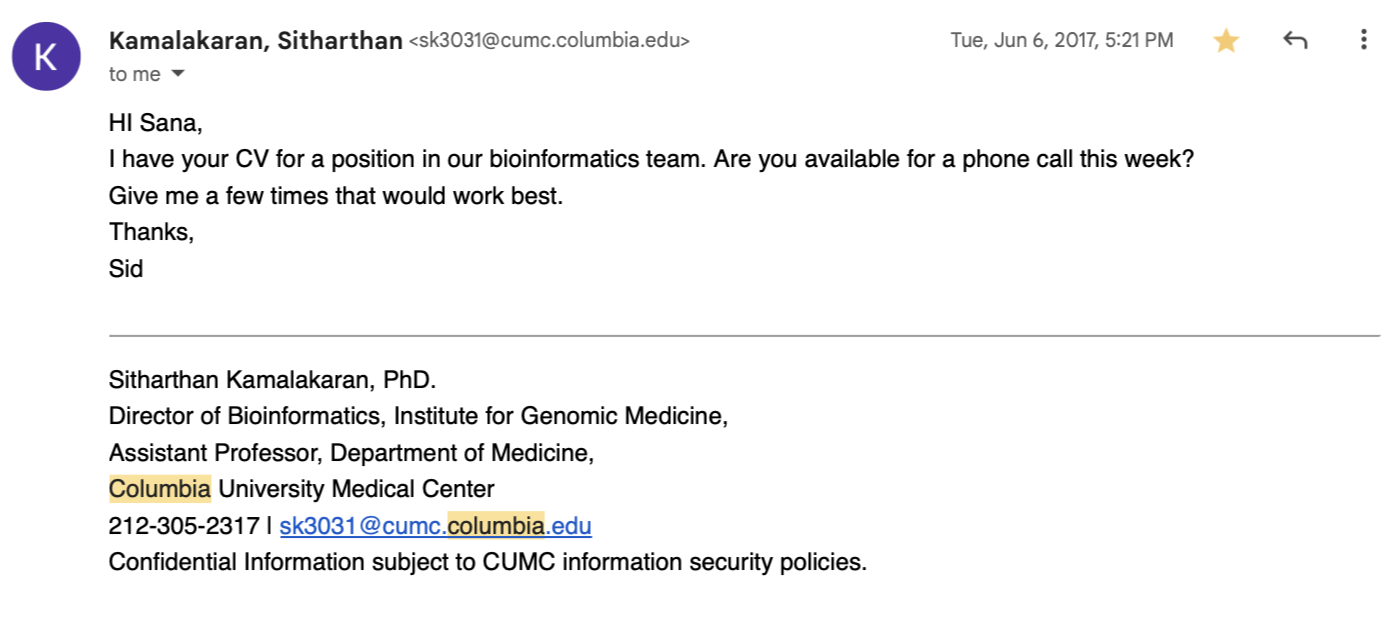 K
Kamalakaran, Sitharthan <sk3031@cumc.columbia.edu>
Tue, Jun 6, 2017, 5:21 PM
to me
HI Sana,
I have your CV for a position in our bioinformatics team. Are you available for a phone call this week?
Give me a few times that would work best.
Thanks,
Sid
Sitharthan Kamalakaran, PhD.
Director of Bioinformatics, Institute for Genomic Medicine,
Assistant Professor, Department of Medicine,
Columbia University Medical Center
212-305-2317 | sk3031@cumc.columbia.edu
Confidential Information subject to CUMC information security policies.